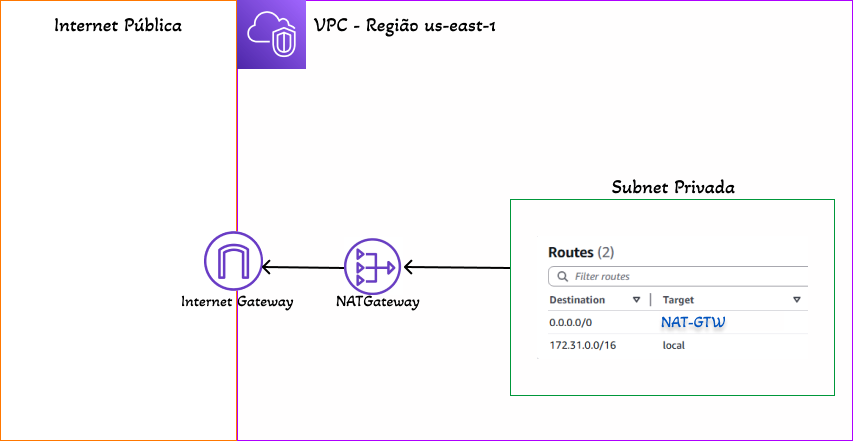 Internet Pública
VPC - Região us-east-1
Subnet Privada
Routes (2)
Filter routes
Destination Target
0.0.0.0/0 NAT-GTW
172.31.0.0/16 local
Internet Gateway
NATGateway